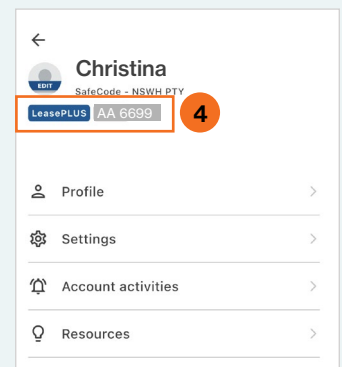 Christina
EDIT
SafeCode - NSWH PTY
LeasePLUS AA 6699
4
Profile
Settings
Account activities
Resources